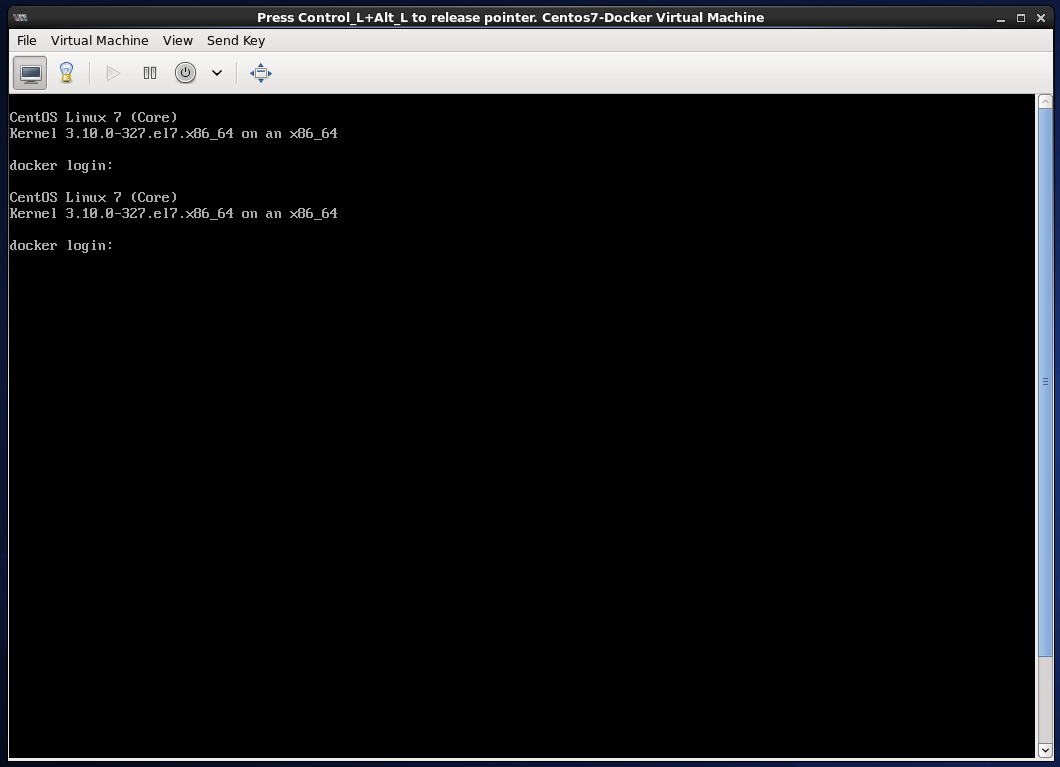 Press Control_L+Alt_L to release pointer. Centos7-Docker Virtual Machine
File Virtual Machine View Send Key
CentOS Linux 7 (Core)
Kernel 3.10.0-327.el7.x86_64 on an x86_64
docker login:
CentOS Linux 7 (Core)
Kernel 3.10.0-327.el7.x86_64 on an x86_64
docker login: